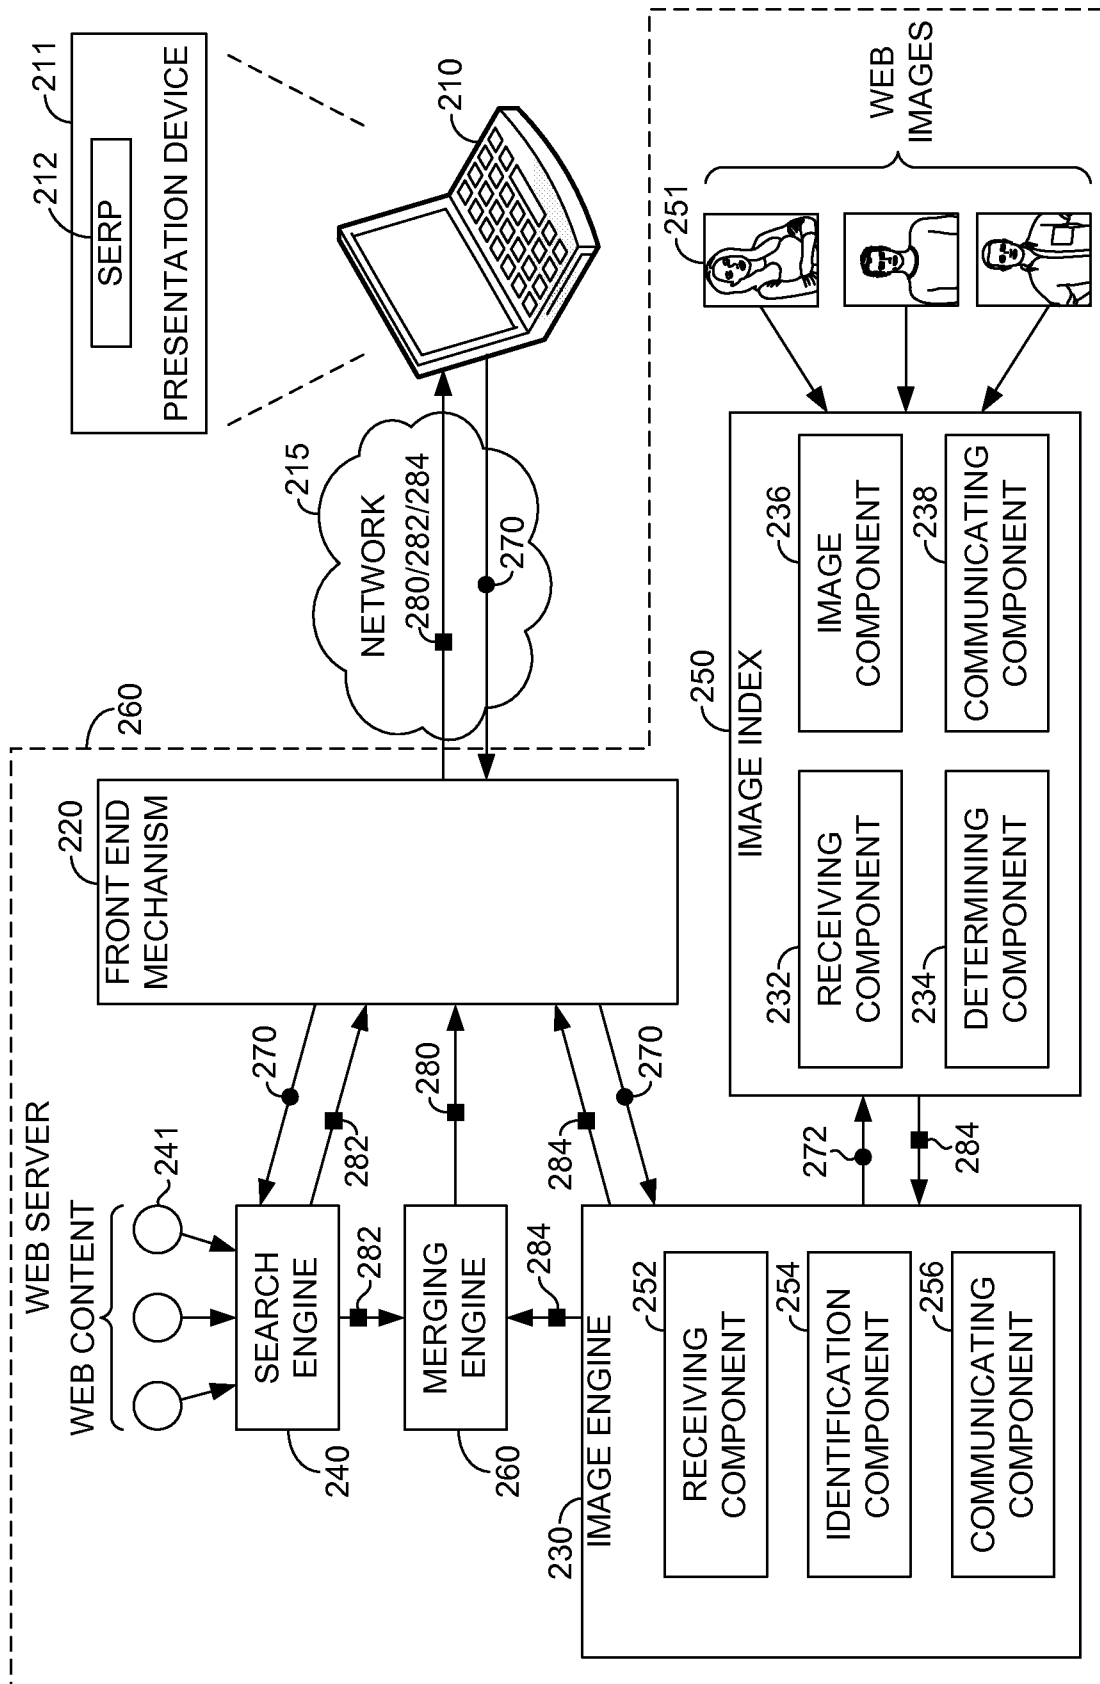 WEB SERVER
260
WEB CONTENT
241
SEARCH
ENGINE
240
282
MERGING
ENGINE
260
284
270
282
280
284
270
220
FRONT END
MECHANISM
215
NETWORK
280/282/284
270
211
212
SERP
PRESENTATION DEVICE
210
230
IMAGE ENGINE
252
RECEIVING
COMPONENT
254
IDENTIFICATION
COMPONENT
256
COMMUNICATING
COMPONENT
272
284
250
IMAGE INDEX
232
RECEIVING
COMPONENT
236
IMAGE
COMPONENT
234
DETERMINING
COMPONENT
238
COMMUNICATING
COMPONENT
251
WEB
IMAGES